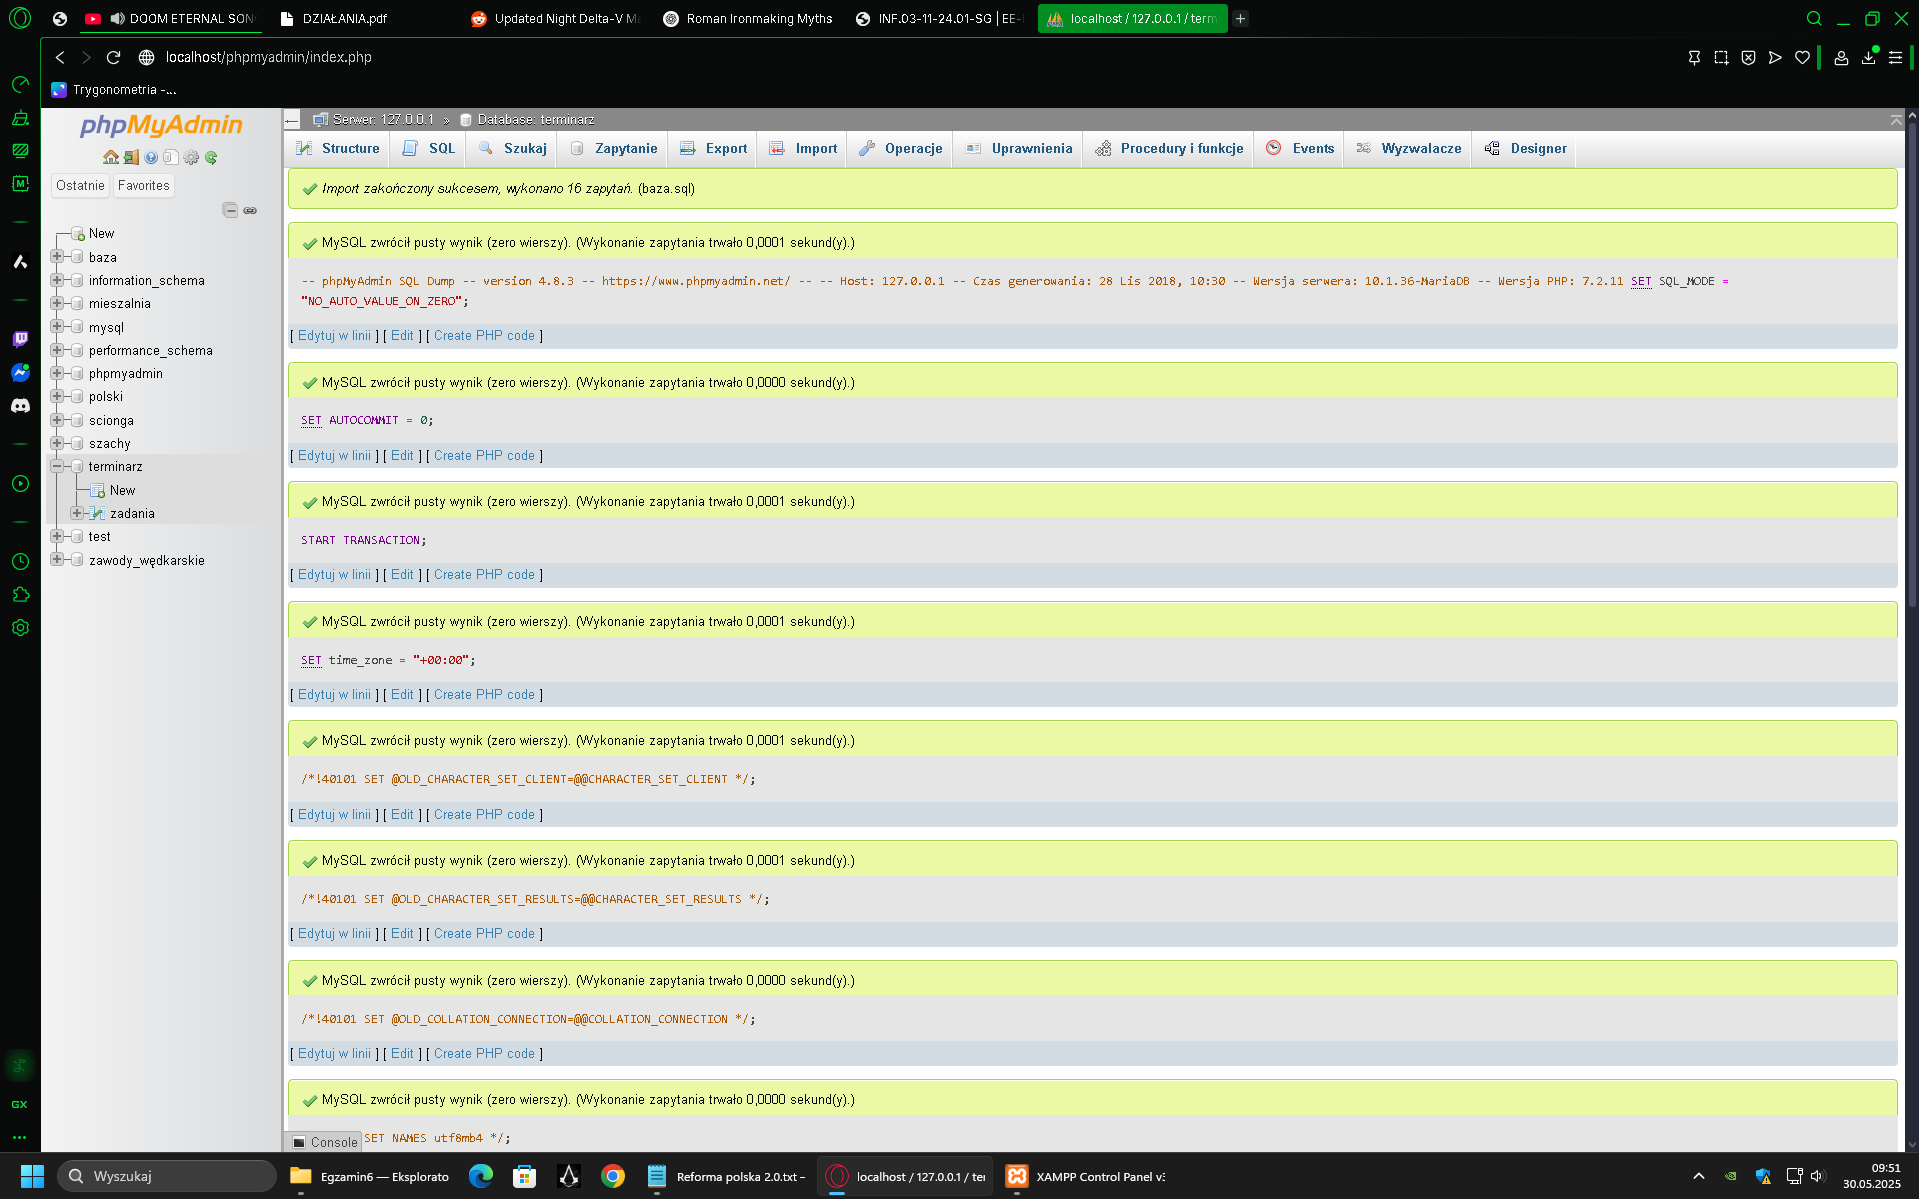 DOOM ETERNAL SON
DZIAŁANIA.pdf
Updated Night Delta-V Ma
Roman Ironmaking Myths
INF.03-11-24.01-SG | EE-
localhost / 127.0.0.1 / term
localhost/phpmyadmin/index.php
Trygonometria -...
phpMyAdmin
Ostatnie
Favorites
New
baza
information_schema
mieszalnia
mysql
performance_schema
phpmyadmin
polski
scionga
szachy
terminarz
New
zadania
test
zawody_wędkarskie
Serwer: 127.0.0.1 » Database: terminarz
Structure SQL Szukaj Zapytanie Export Import Operacje Uprawnienia Procedury i funkcje Events Wyzwalacze Designer
Import zakończony sukcesem, wykonano 16 zapytań. (baza.sql)
MySQL zwrócił pusty wynik (zero wierszy). (Wykonanie zapytania trwało 0,0001 sekund(y).)
-- phpMyAdmin SQL Dump -- version 4.8.3 -- https://www.phpmyadmin.net/ -- -- Host: 127.0.0.1 -- Czas generowania: 28 Lis 2018, 10:30 -- Wersja serwera: 10.1.36-MariaDB -- Wersja PHP: 7.2.11 SET SQL_MODE =
"NO_AUTO_VALUE_ON_ZERO";
[ Edytuj w linii ] [ Edit ] [ Create PHP code ]
MySQL zwrócił pusty wynik (zero wierszy). (Wykonanie zapytania trwało 0,0000 sekund(y).)
SET AUTOCOMMIT = 0;
[ Edytuj w linii ] [ Edit ] [ Create PHP code ]
MySQL zwrócił pusty wynik (zero wierszy). (Wykonanie zapytania trwało 0,0001 sekund(y).)
START TRANSACTION;
[ Edytuj w linii ] [ Edit ] [ Create PHP code ]
MySQL zwrócił pusty wynik (zero wierszy). (Wykonanie zapytania trwało 0,0001 sekund(y).)
SET time_zone = "+00:00";
[ Edytuj w linii ] [ Edit ] [ Create PHP code ]
MySQL zwrócił pusty wynik (zero wierszy). (Wykonanie zapytania trwało 0,0001 sekund(y).)
/*!40101 SET @OLD_CHARACTER_SET_CLIENT=@@CHARACTER_SET_CLIENT */;
[ Edytuj w linii ] [ Edit ] [ Create PHP code ]
MySQL zwrócił pusty wynik (zero wierszy). (Wykonanie zapytania trwało 0,0001 sekund(y).)
/*!40101 SET @OLD_CHARACTER_SET_RESULTS=@@CHARACTER_SET_RESULTS */;
[ Edytuj w linii ] [ Edit ] [ Create PHP code ]
MySQL zwrócił pusty wynik (zero wierszy). (Wykonanie zapytania trwało 0,0000 sekund(y).)
/*!40101 SET @OLD_COLLATION_CONNECTION=@@COLLATION_CONNECTION */;
[ Edytuj w linii ] [ Edit ] [ Create PHP code ]
MySQL zwrócił pusty wynik (zero wierszy). (Wykonanie zapytania trwało 0,0000 sekund(y).)
SET NAMES utf8mb4 */;
Console
GX
Wyszukaj
Egzamin6 — Eksplorato
Reforma polska 2.0.txt –
localhost / 127.0.0.1 / ter
XAMPP Control Panel v3
09:51
30.05.2025